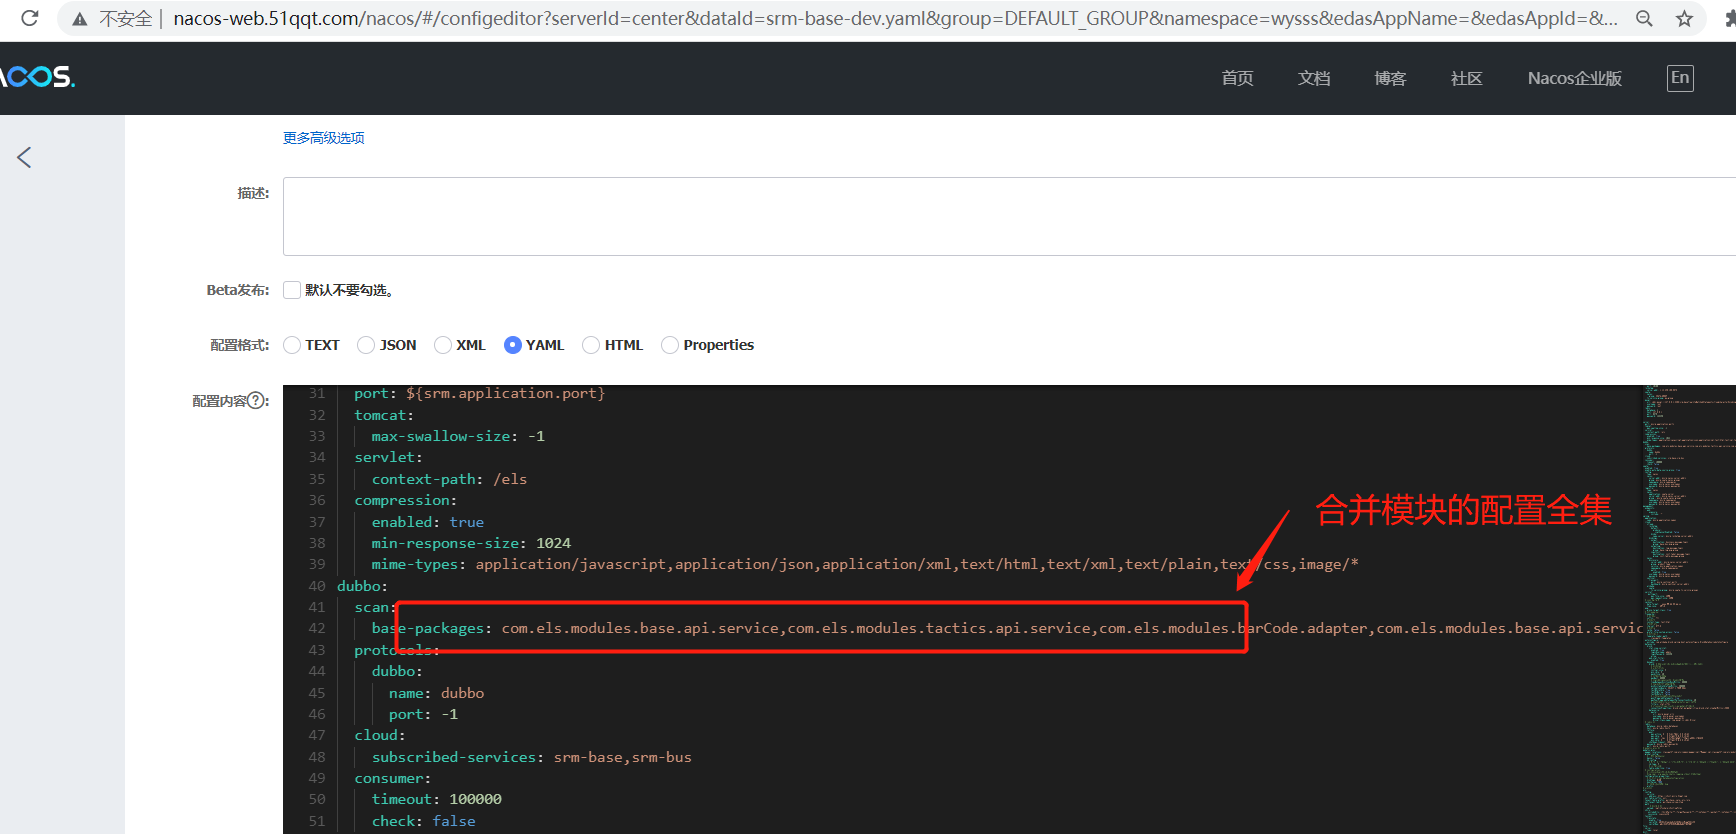 不安全 | nacos-web.51qqt.com/nacos/#/configeditor?serverId=center&dataId=srm-base-dev.yaml&group=DEFAULT_GROUP&namespace=wysss&edasAppName=&edasAppId=&...
ACOS.
首页 文档 博客 社区 Nacos企业版 En
更多高级选项
描述:
Beta发布: 默认不要勾选。
配置格式: TEXT JSON XML YAML HTML Properties
配置内容?:
31 port: ${srm.application.port}
32 tomcat:
33 max-swallow-size: -1
34 servlet:
35 context-path: /els
36 compression:
37 enabled: true
38 min-response-size: 1024
39 mime-types: application/javascript,application/json,application/xml,text/html,text/xml,text/plain,text/css,image/*
合并模块的配置全集
40 dubbo:
41 scan:
42 base-packages: com.els.modules.base.api.service,com.els.modules.tactics.api.service,com.els.modules.barCode.adapter,com.els.modules.base.api.servic
43 protocols:
44 dubbo:
45 name: dubbo
46 port: -1
47 cloud:
48 subscribed-services: srm-base,srm-bus
49 consumer:
50 timeout: 100000
51 check: false